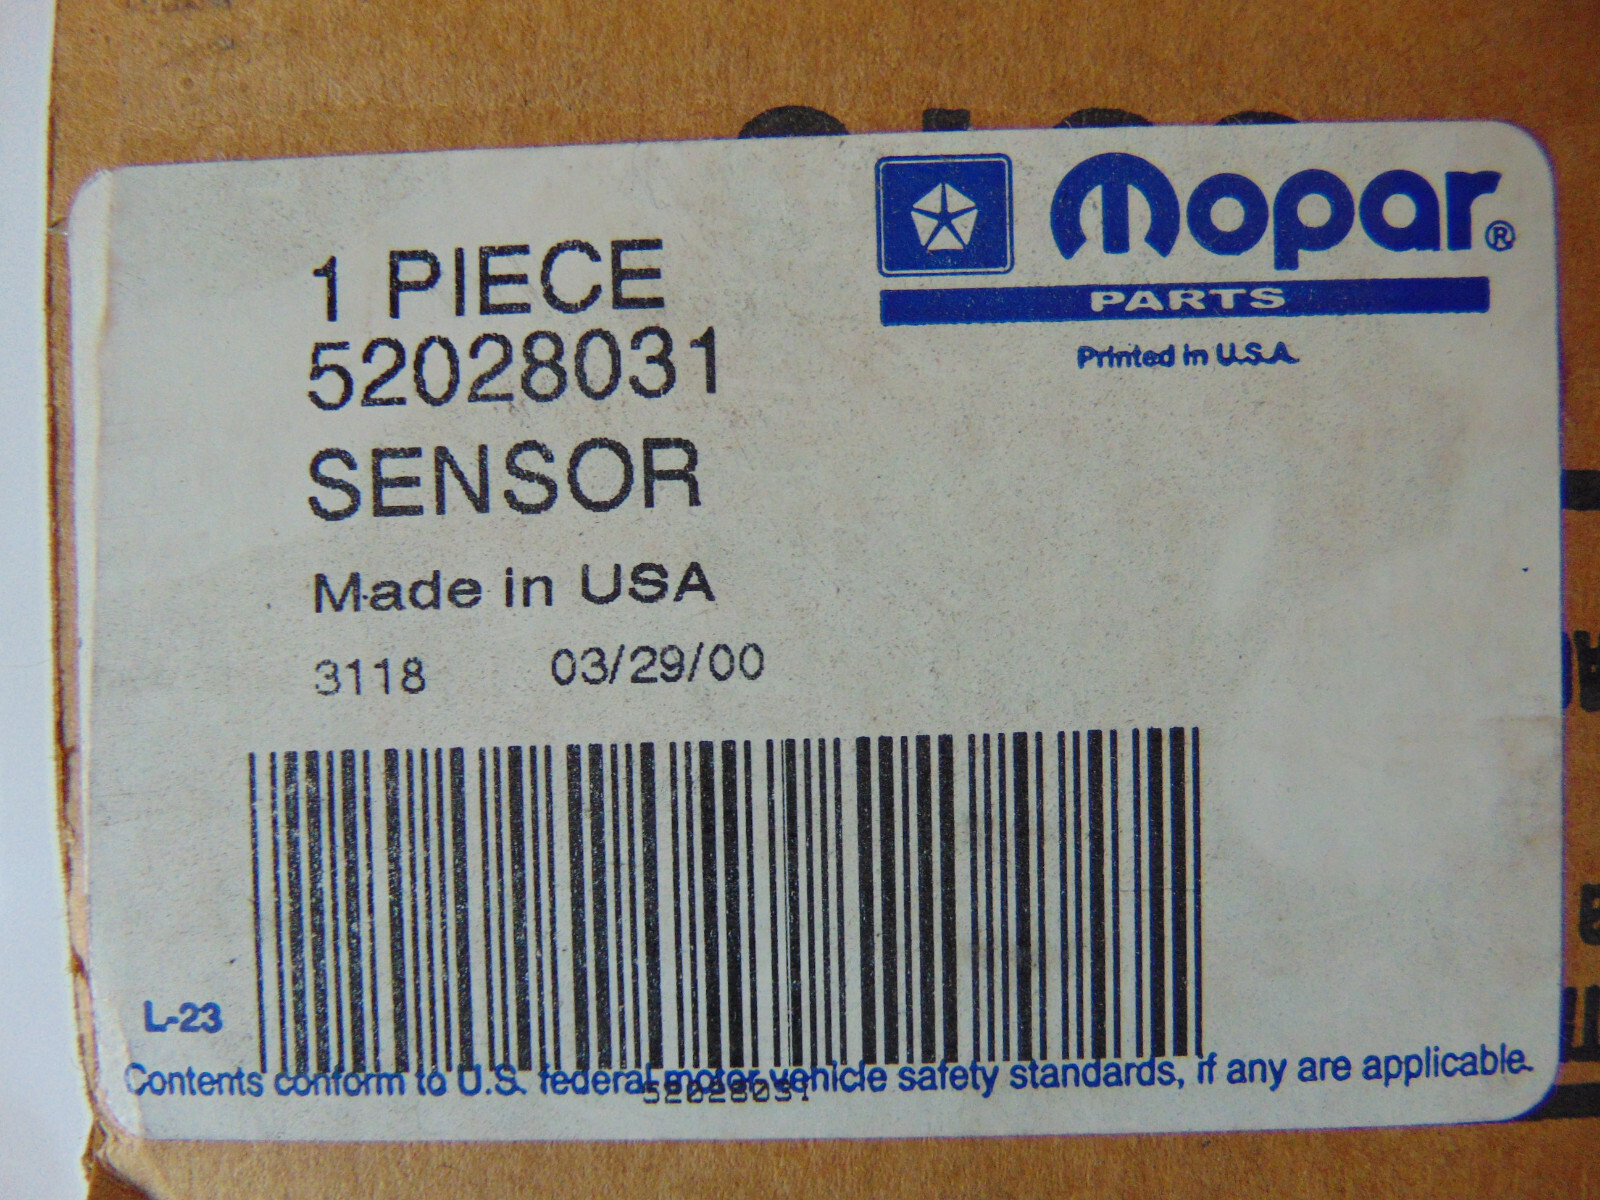 Mopar®
PARTS
Printed in U.S.A.
1 PIECE
52028031
SENSOR
Made in USA
3118 03/29/00
L-23
Contents conform to U.S. federal motor vehicle safety standards, if any are applicable.
52028031